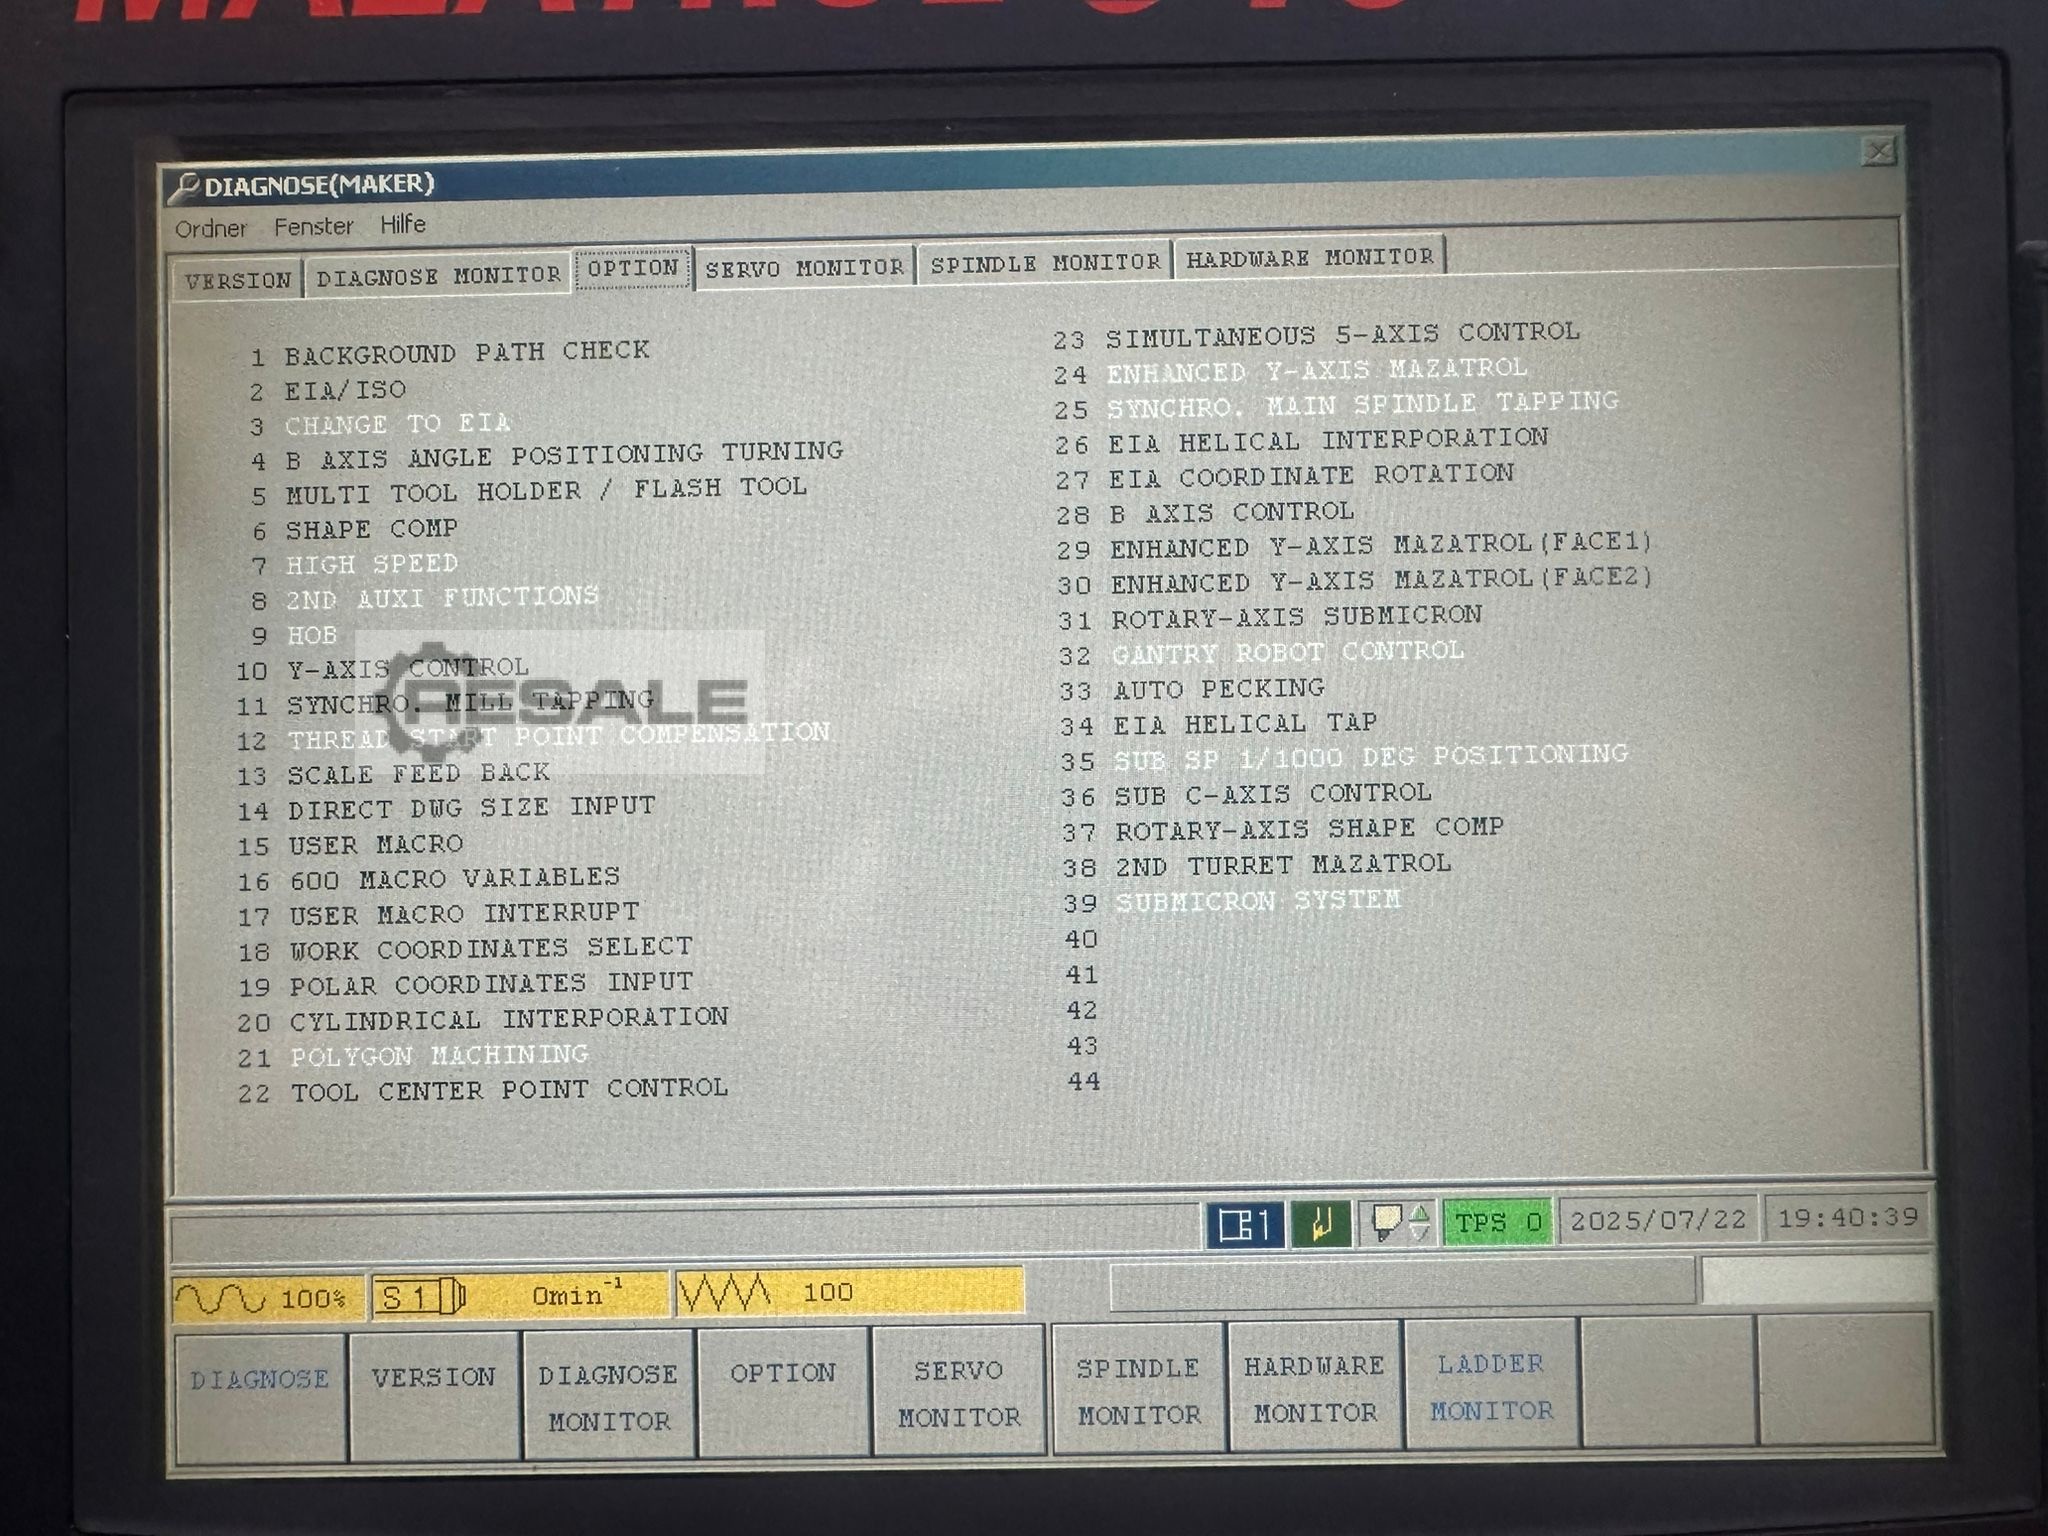 DIAGNOSE(MAKER)
Ordner Fenster Hilfe
VERSION DIAGNOSE MONITOR OPTION SERVO MONITOR SPINDLE MONITOR HARDWARE MONITOR
1 BACKGROUND PATH CHECK
2 EIA/ISO
3 CHANGE TO EIA
4 B AXIS ANGLE POSITIONING TURNING
5 MULTI TOOL HOLDER / FLASH TOOL
6 SHAPE COMP
7 HIGH SPEED
8 2ND AUXI FUNCTIONS
9 HOB
10 Y-AXIS CONTROL
11 SYNCHRO. MILL TAPPING
12 THREAD START POINT COMPENSATION
13 SCALE FEED BACK
14 DIRECT DWG SIZE INPUT
15 USER MACRO
16 600 MACRO VARIABLES
17 USER MACRO INTERRUPT
18 WORK COORDINATES SELECT
19 POLAR COORDINATES INPUT
20 CYLINDRICAL INTERPORATION
21 POLYGON MACHINING
22 TOOL CENTER POINT CONTROL
23 SIMULTANEOUS 5-AXIS CONTROL
24 ENHANCED Y-AXIS MAZATROL
25 SYNCHRO. MAIN SPINDLE TAPPING
26 EIA HELICAL INTERPORATION
27 EIA COORDINATE ROTATION
28 B AXIS CONTROL
29 ENHANCED Y-AXIS MAZATROL(FACE1)
30 ENHANCED Y-AXIS MAZATROL(FACE2)
31 ROTARY-AXIS SUBMICRON
32 GANTRY ROBOT CONTROL
33 AUTO PECKING
34 EIA HELICAL TAP
35 SUB SP 1/1000 DEG POSITIONING
36 SUB C-AXIS CONTROL
37 ROTARY-AXIS SHAPE COMP
38 2ND TURRET MAZATROL
39 SUBMICRON SYSTEM
40
41
42
43
44
RESALE
1 TPS 0 2025/07/22 19:40:39
100% S1 0min⁻¹ 100
DIAGNOSE VERSION DIAGNOSE MONITOR OPTION SERVO MONITOR SPINDLE MONITOR HARDWARE MONITOR LADDER MONITOR